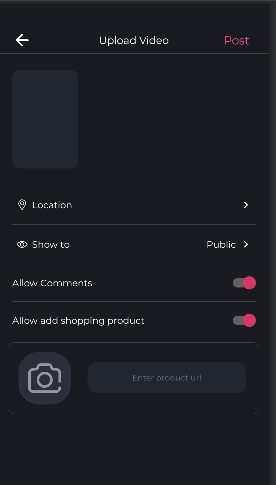 Upload Video Post
Location
Show to Public
Allow Comments
Allow add shopping product
Enter product url